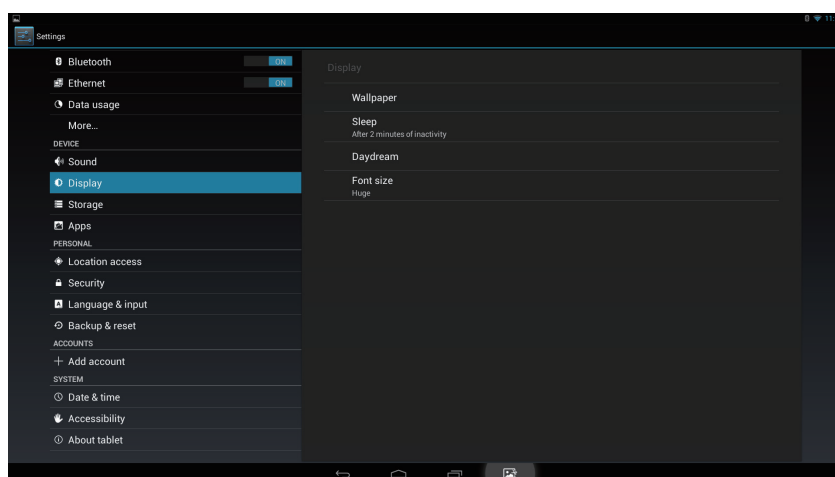 11:
Settings
Bluetooth ON
Ethernet ON
Data usage
More...
DEVICE
Sound
Display
Storage
Apps
PERSONAL
Location access
Security
A Language & input
Backup & reset
ACCOUNTS
Add account
SYSTEM
Date & time
Accessibility
About tablet
Display
Wallpaper
Sleep
After 2 minutes of inactivity
Daydream
Font size
Huge